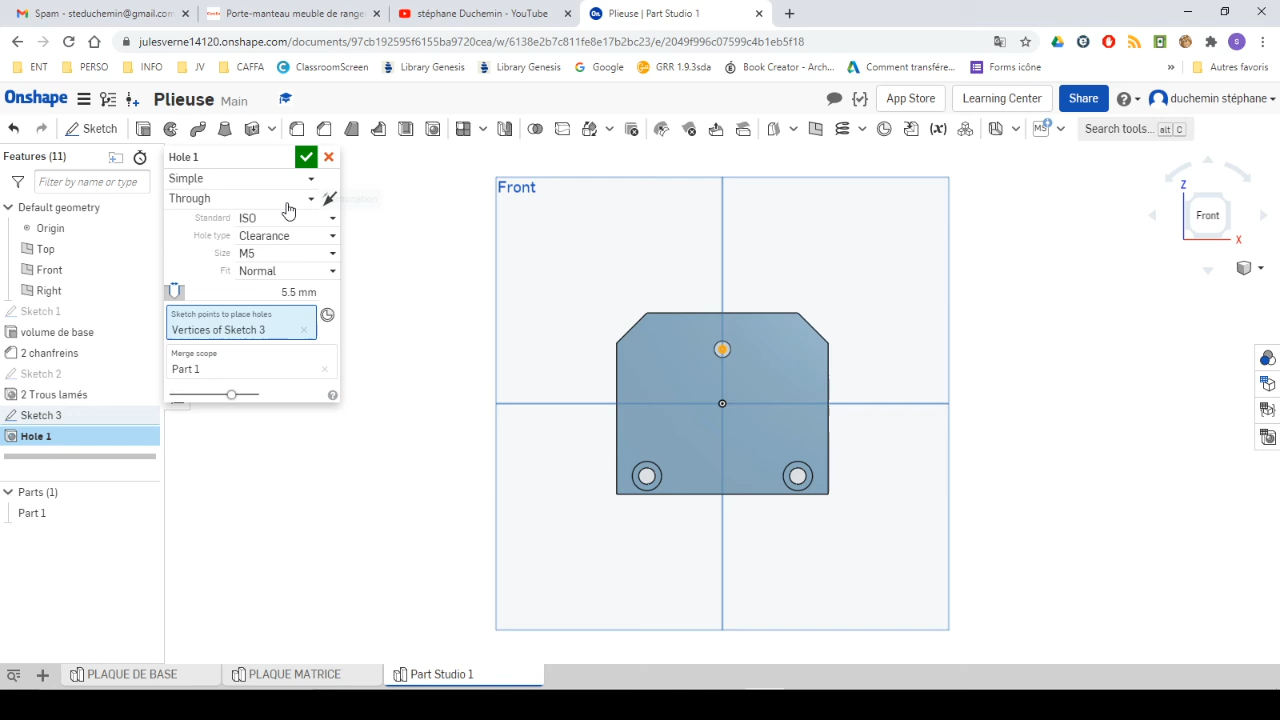 Spam – steduchemin@gmail.com
Porte-manteau meuble de range
stéphane Duchemin - YouTube
Plieuse | Part Studio 1
julesverne14120.onshape.com/documents/97cb192595f6155ba9720cea/w/6138e2b7c811fe8e17b2bc23/e/2049f996c07599c4b1eb5f18
ENT
PERSO
INFO
JV
CAFFA
ClassroomScreen
Library Genesis
Library Genesis
Google
GRR 1.9.3sda
Book Creator - Arch...
Comment transfére...
Forms icône
»
Autres favoris
Onshape
Plieuse Main
App Store
Learning Center
Share
duchemin stéphane
Sketch
Search tools... alt C
Features (11)
Filter by name or type
Default geometry
Origin
Top
Front
Right
Sketch 1
volume de base
2 chanfreins
Sketch 2
2 Trous lamés
Sketch 3
Hole 1
Parts (1)
Part 1
Hole 1
Simple
Through
Standard ISO
Hole type Clearance
Size M5
Fit Normal
5.5 mm
Sketch points to place holes
Vertices of Sketch 3
Merge scope
Part 1
Front
Z
Front
X
PLAQUE DE BASE
PLAQUE MATRICE
Part Studio 1